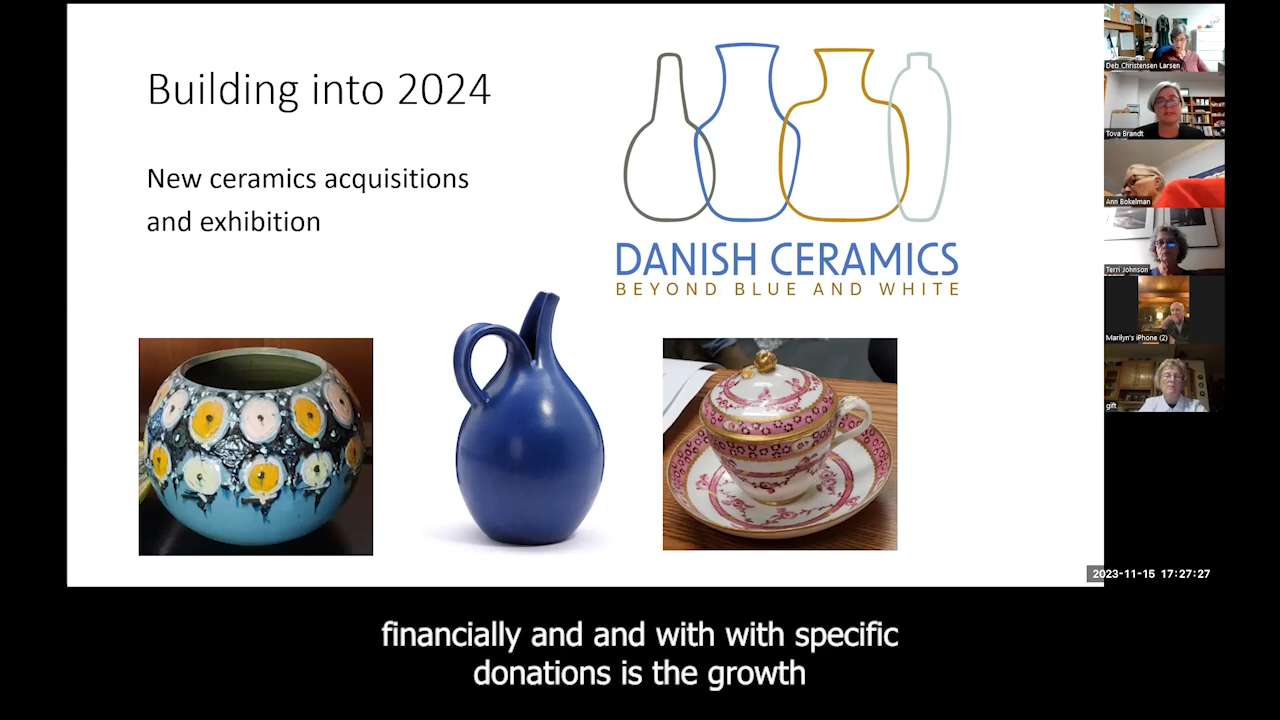 Building into 2024
New ceramics acquisitions
and exhibition
DANISH CERAMICS
BEYOND BLUE AND WHITE
Deb Christensen Larsen
Tova Brandt
Ann Bokelman
Terri Johnson
Marilyn's iPhone (2)
gift
2023-11-15 17:27:27
financially and and with with specific
donations is the growth